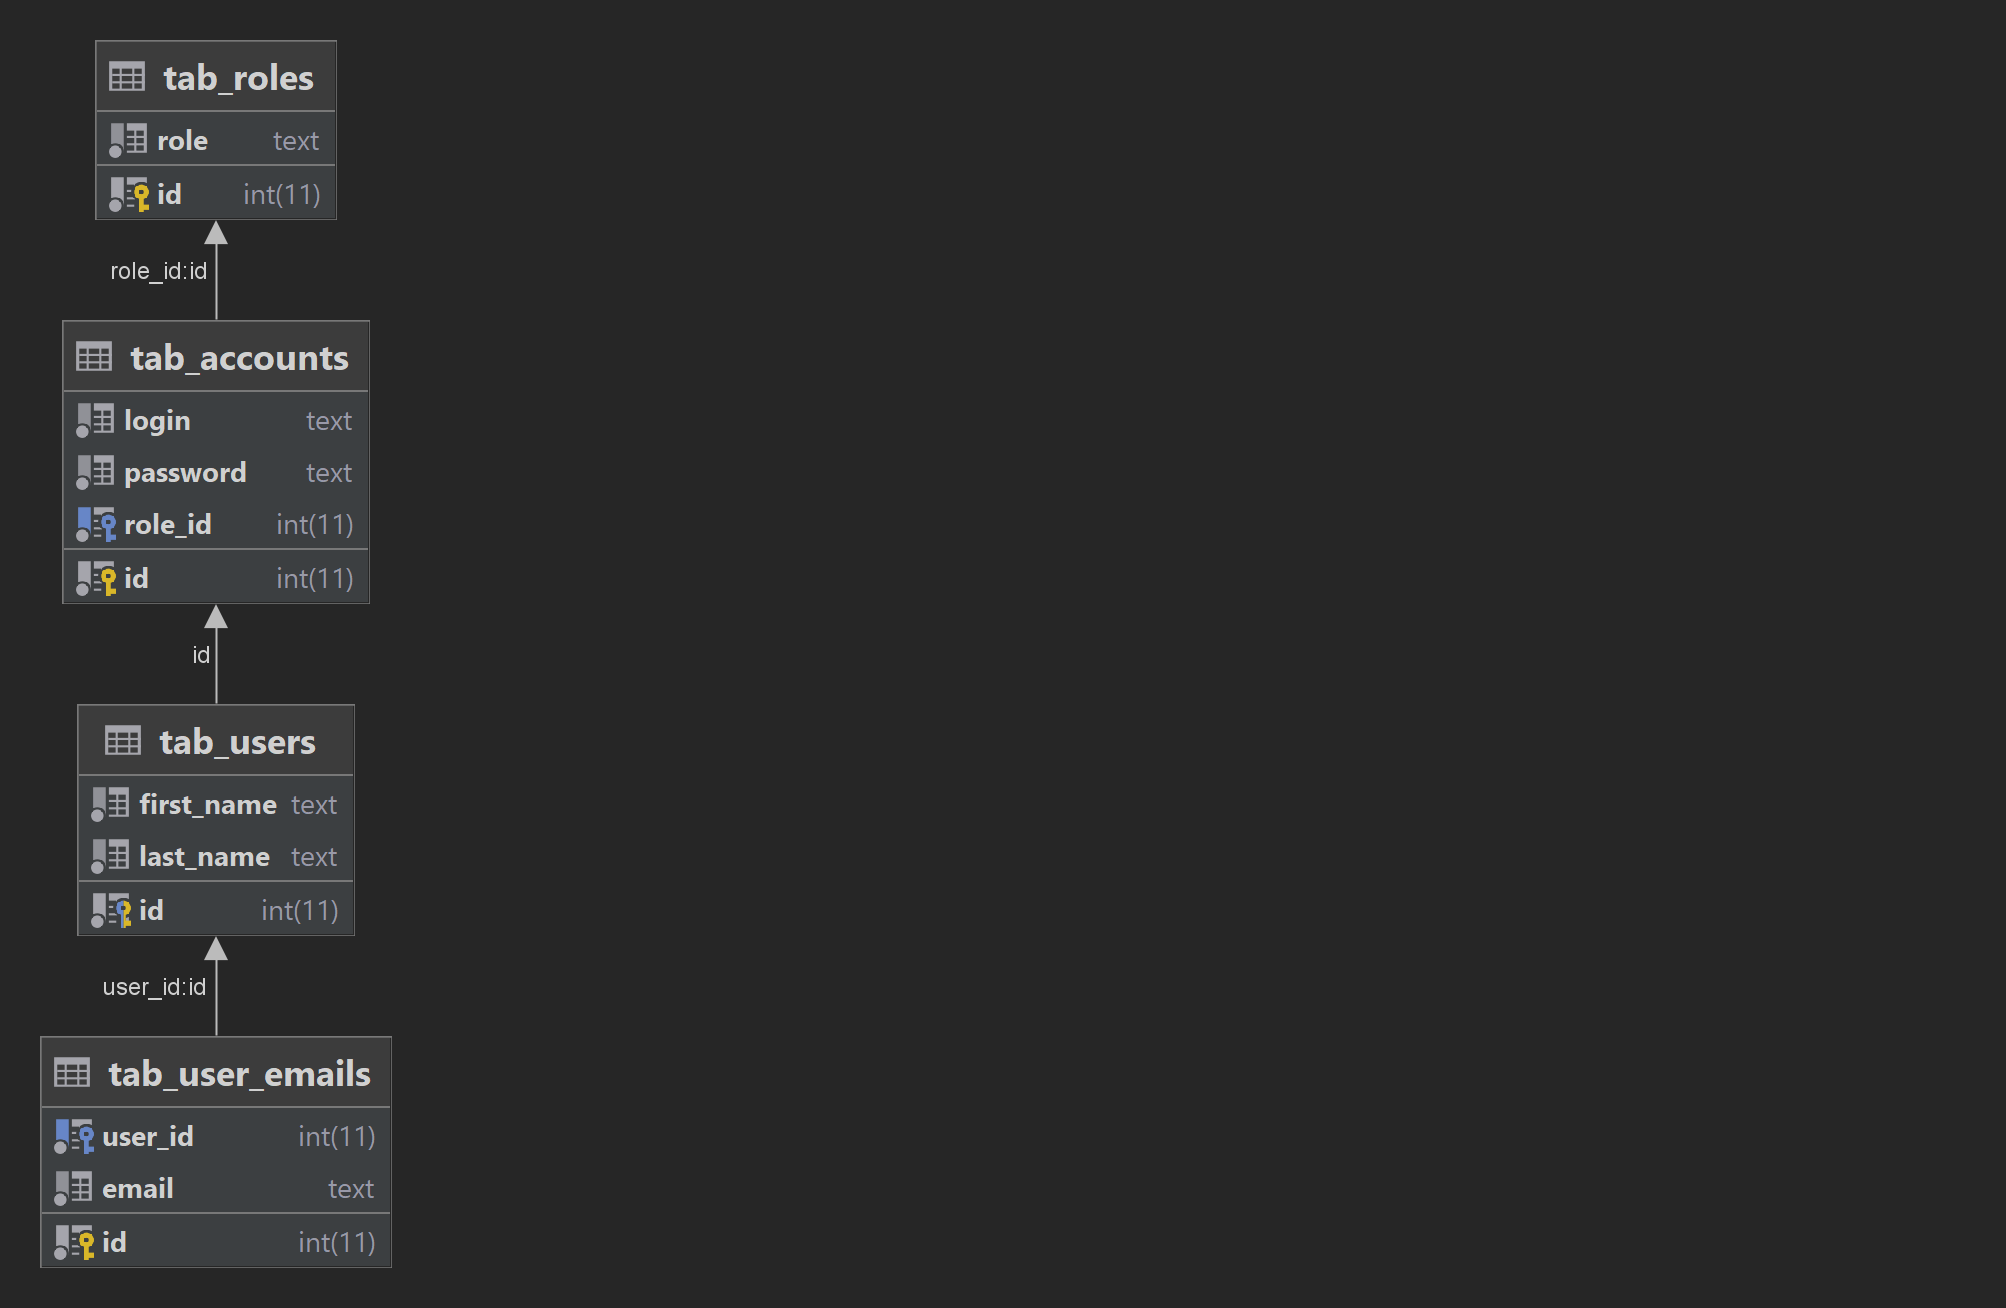 tab_roles
role text
id int(11)
role_id:id
tab_accounts
login text
password text
role_id int(11)
id int(11)
id
tab_users
first_name text
last_name text
id int(11)
user_id:id
tab_user_emails
user_id int(11)
email text
id int(11)